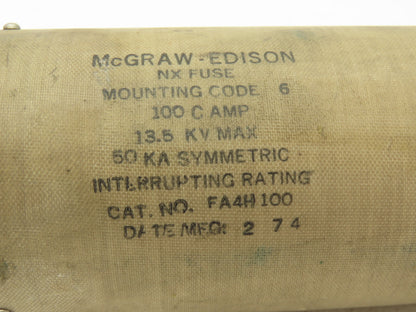 McGRAW-EDISON
NX FUSE
MOUNTING CODE 6
100 C AMP
13.5 KV MAX
50 KA SYMMETRIC
INTERRUPTING RATING
CAT. NO. FA4H100
DATE MFG: 2 74